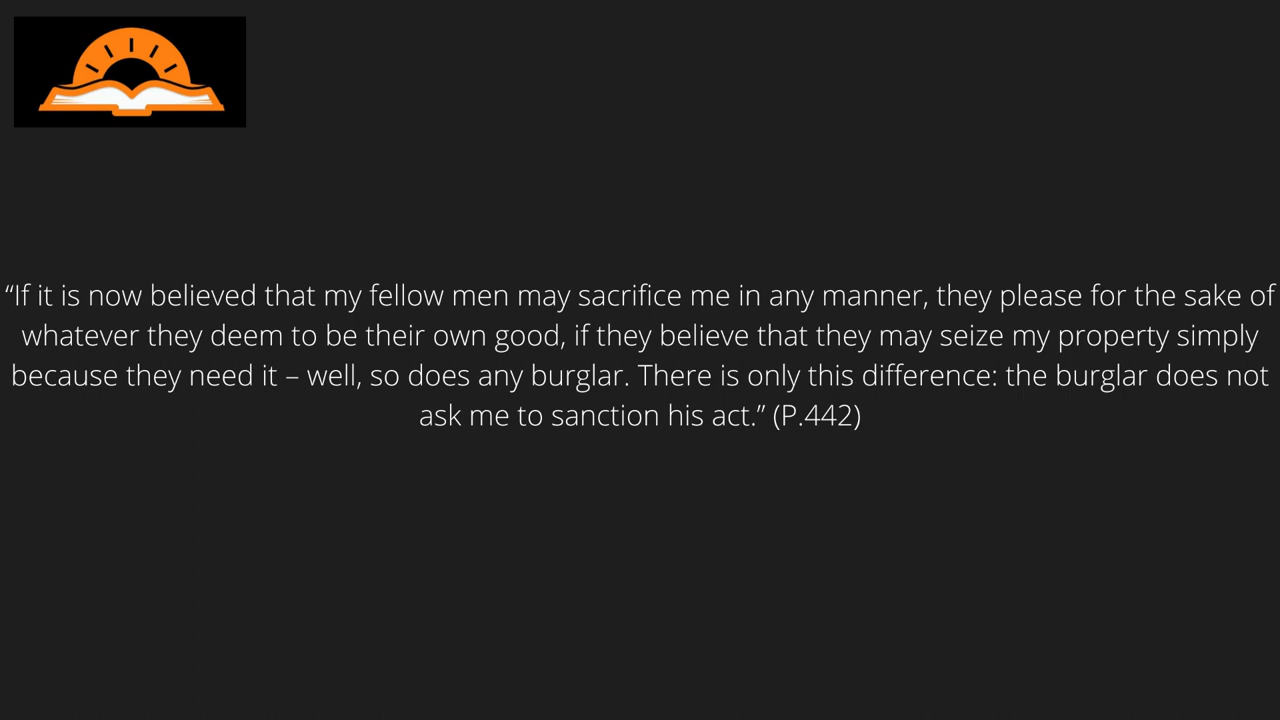 “If it is now believed that my fellow men may sacrifice me in any manner, they please for the sake of
whatever they deem to be their own good, if they believe that they may seize my property simply
because they need it – well, so does any burglar. There is only this difference: the burglar does not
ask me to sanction his act.” (P.442)